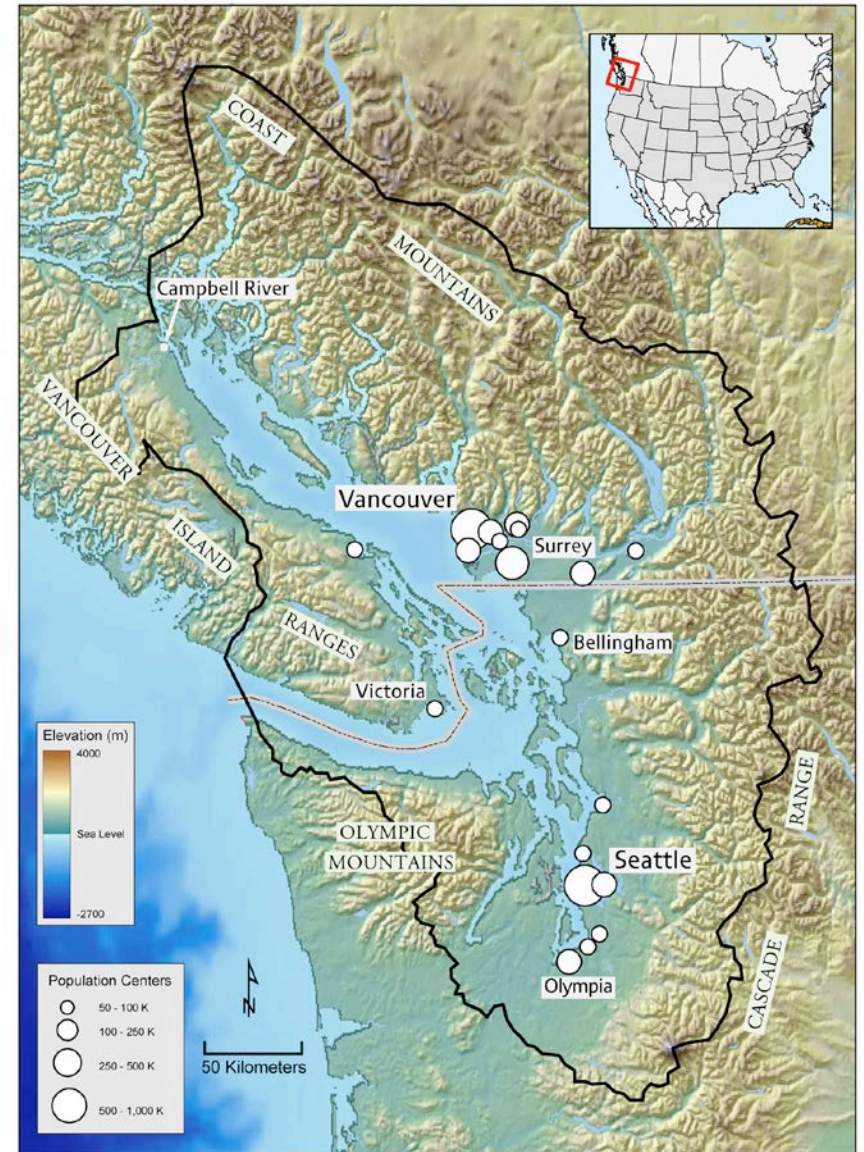 COAST
MOUNTAINS
Campbell River
VANCOUVER
ISLAND
RANGES
Vancouver
Surrey
Bellingham
Victoria
Elevation (m)
4000
Sea Level
-2700
OLYMPIC
MOUNTAINS
RANGE
Seattle
CASCADE
Olympia
Population Centers
50 - 100 K
100 - 250 K
250 - 500 K
500 - 1,000 K
N
50 Kilometers